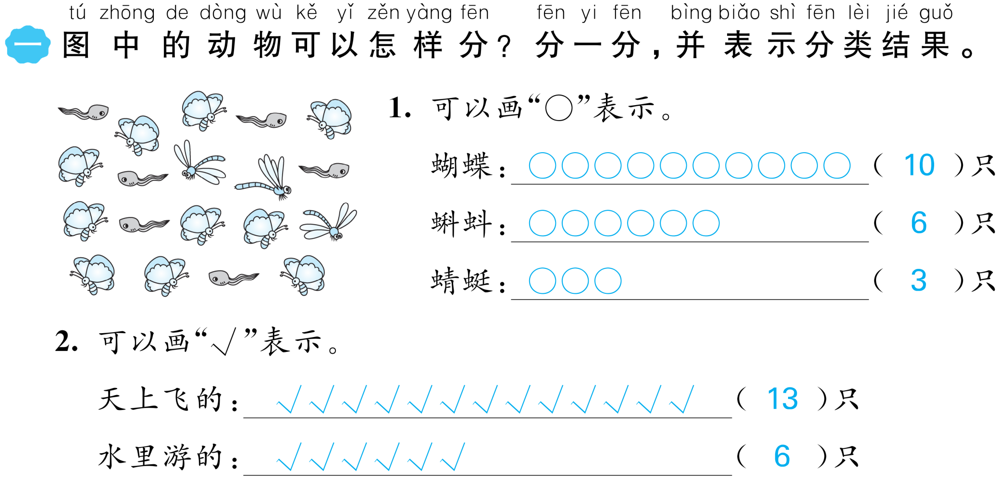 tú zhōng de dòng wù kě yǐ zěn yàng fēn fēn yi fēn bìng biǎo shì fēn lèi jié guǒ
一 图中的动物可以怎样分？分一分，并表示分类结果。
1. 可以画“○”表示。
蝴蝶：○○○○○○○○○○（ 10 ）只
蝌蚪：○○○○○○（ 6 ）只
蜻蜓：○○○（ 3 ）只
2. 可以画“√”表示。
天上飞的：√√√√√√√√√√√√√（ 13 ）只
水里游的：√√√√√√（ 6 ）只